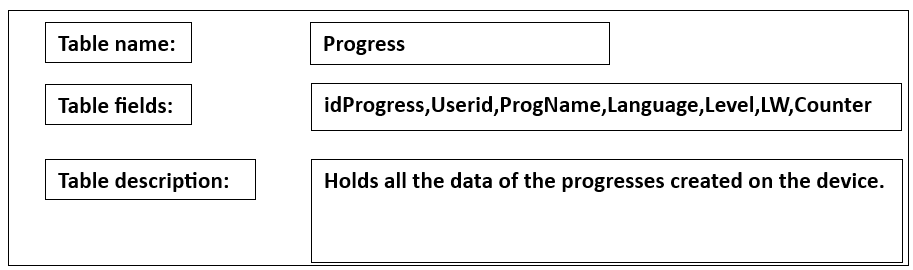 Table name:
Progress
Table fields:
idProgress,Userid,ProgName,Language,Level,LW,Counter
Table description:
Holds all the data of the progresses created on the device.